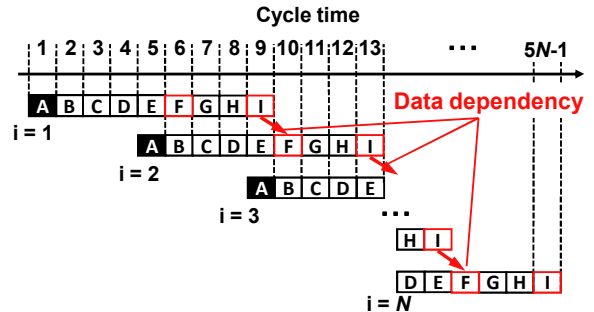 Cycle time
1 2 3 4 5 6 7 8 9 10 11 12 13 ... 5N-1
A B C D E F G H I
Data dependency
i = 1
A B C D E F G H I
i = 2
A B C D E
i = 3
...
H I
D E F G H I
i = N